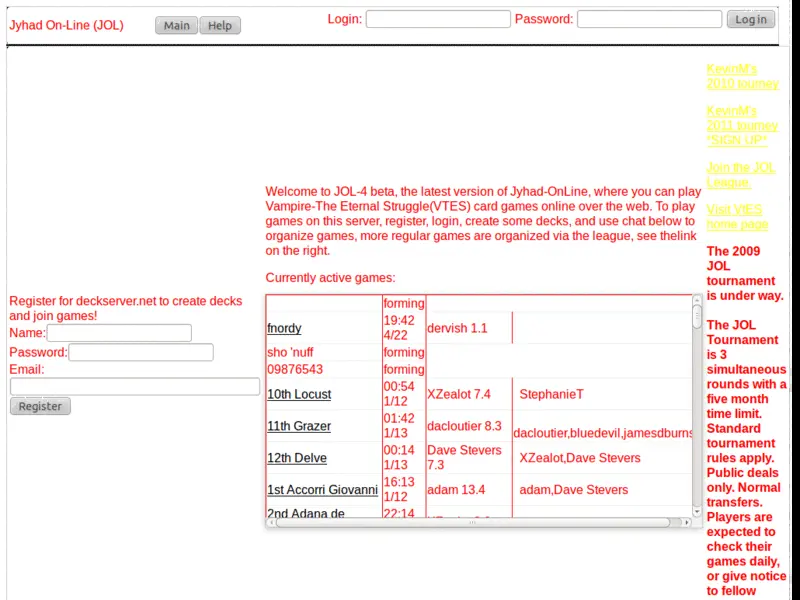 Jyhad On-Line (JOL)
Main
Help
Login:
Password:
Log in
Register for deckserver.net to create decks
and join games!
Name:
Password:
Email:
Register
Welcome to JOL-4 beta, the latest version of Jyhad-OnLine, where you can play
Vampire-The Eternal Struggle(VTES) card games online over the web. To play
games on this server, register, login, create some decks, and use chat below to
organize games, more regular games are organized via the league, see thelink
on the right.
Currently active games:
forming
fnordy 19:42 4/22 dervish 1.1
sho 'nuff forming
09876543 forming
10th Locust 00:54 1/12 XZealot 7.4 StephanieT
11th Grazer 01:42 1/13 dacloutier 8.3 dacloutier,bluedevil,jamesdburns
12th Delve 00:14 1/13 Dave Stevers 7.3 XZealot,Dave Stevers
1st Accorri Giovanni 16:13 1/12 adam 13.4 adam,Dave Stevers
2nd Adana de 22:14
KevinM's
2010 tourney
KevinM's
2011 tourney
*SIGN UP*
Join the JOL
League.
Visit VtES
home page
The 2009
JOL
tournament
is under way.
The JOL
Tournament
is 3
simultaneous
rounds with a
five month
time limit.
Standard
tournament
rules apply.
Public deals
only. Normal
transfers.
Players are
expected to
check their
games daily,
or give notice
to fellow